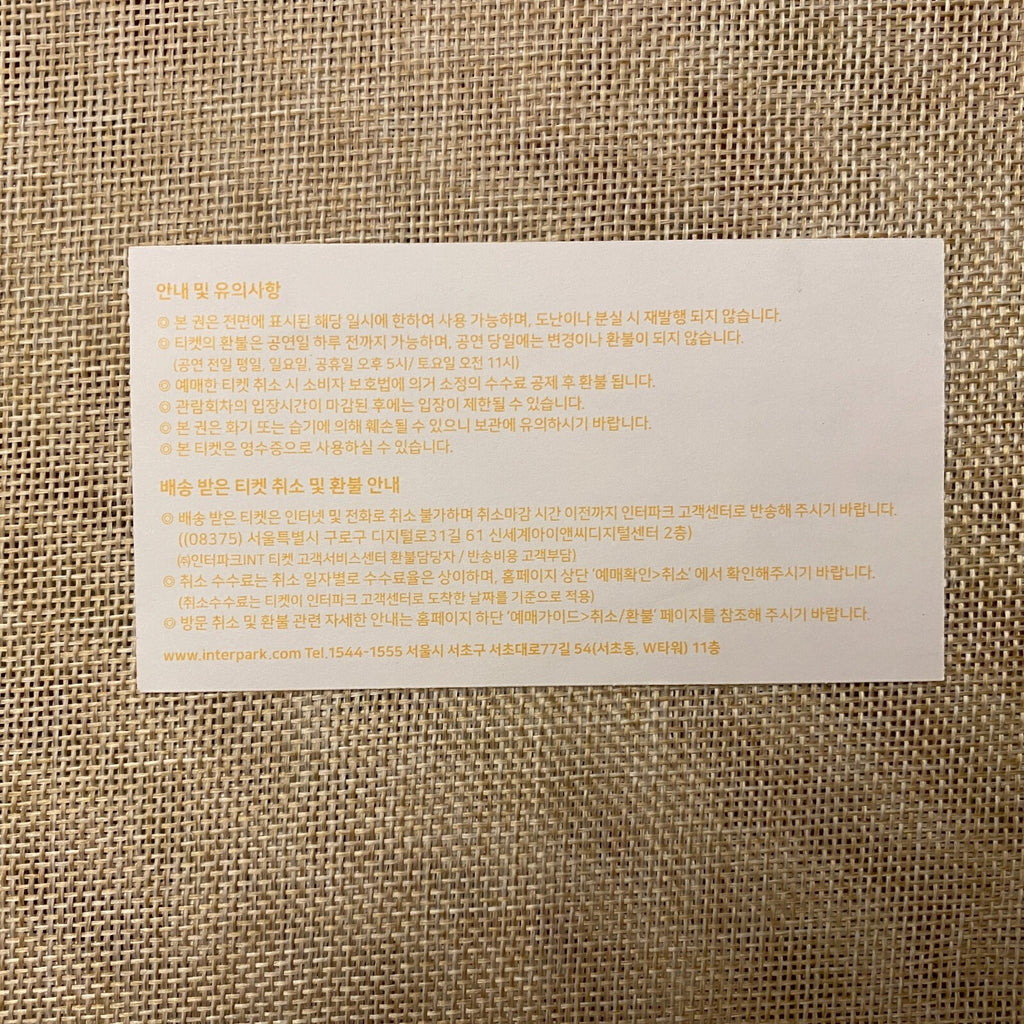 안내 및 유의사항
◎ 본 권은 전면에 표시된 해당 일시에 한하여 사용 가능하며, 도난이나 분실 시 재발행 되지 않습니다.
◎ 티켓의 환불은 공연일 하루 전까지 가능하며, 공연 당일에는 변경이나 환불이 되지 않습니다.
(공연 전일 평일, 일요일, 공휴일 오후 5시/ 토요일 오전 11시)
◎ 예매한 티켓 취소 시 소비자 보호법에 의거 소정의 수수료 공제 후 환불 됩니다.
◎ 관람회차의 입장시간이 마감된 후에는 입장이 제한될 수 있습니다.
◎ 본 권은 화기 또는 습기에 의해 훼손될 수 있으니 보관에 유의하시기 바랍니다.
◎ 본 티켓은 영수증으로 사용하실 수 있습니다.
배송 받은 티켓 취소 및 환불 안내
◎ 배송 받은 티켓은 인터넷 및 전화로 취소 불가하며 취소마감 시간 이전까지 인터파크 고객센터로 반송해 주시기 바랍니다.
((08375) 서울특별시 구로구 디지털로31길 61 신세계아이앤씨디지털센터 2층)
㈜인터파크INT 티켓 고객서비스센터 환불담당자 / 반송비용 고객부담)
◎ 취소 수수료는 취소 일자별로 수수료율은 상이하며, 홈페이지 상단 '예매확인>취소' 에서 확인해주시기 바랍니다.
(취소수수료는 티켓이 인터파크 고객센터로 도착한 날짜를 기준으로 적용)
◎ 방문 취소 및 환불 관련 자세한 안내는 홈페이지 하단 '예매가이드>취소/환불' 페이지를 참조해 주시기 바랍니다.
www.interpark.com Tel.1544-1555 서울시 서초구 서초대로77길 54(서초동, W타워) 11층